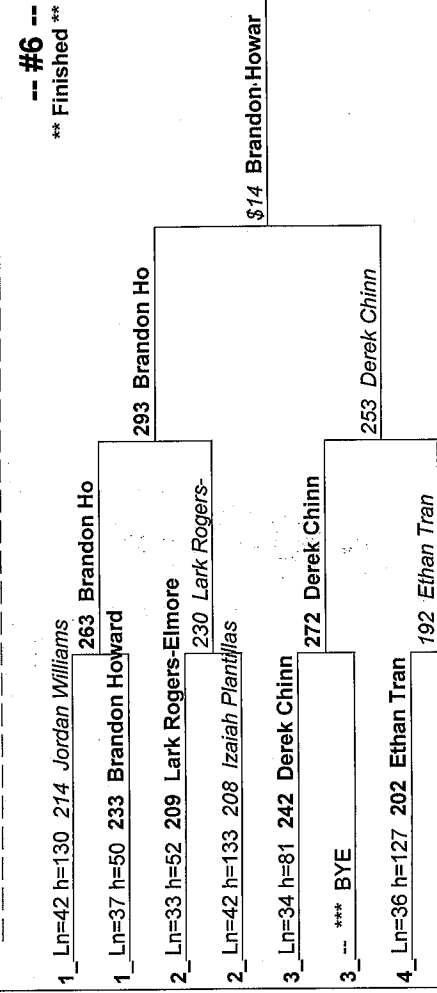 -- #6 --
** Finished **
1_ Ln=42 h=130 214 Jordan Williams
263 Brandon Ho
1_ Ln=37 h=50 233 Brandon Howard
293 Brandon Ho
2_ Ln=33 h=52 209 Lark Rogers-Elmore
230 Lark Rogers-
2_ Ln=42 h=133 208 Izaiah Plantillas
$14 Brandon Howar
3_ Ln=34 h=81 242 Derek Chinn
272 Derek Chinn
3_ -- *** BYE
253 Derek Chinn
4_ Ln=36 h=127 202 Ethan Tran
192 Ethan Tran